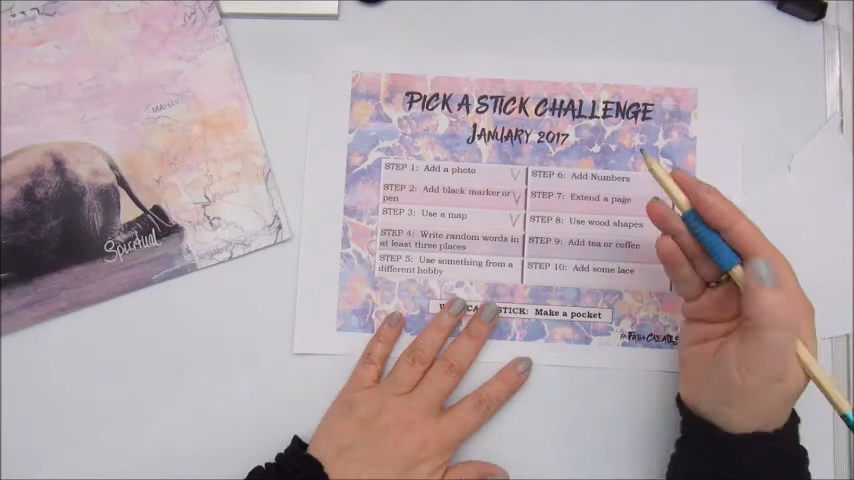 MAHARAJA
Spiritual
PICK A STICK CHALLENGE
JANUARY 2017
STEP 1: Add a photo
STEP 2: Add black marker or
pen
STEP 3: Use a map
STEP 4: Write random words in
at least three places
STEP 5: Use something from a
different hobby
STEP 6: Add Numbers
STEP 7: Extend a page
STEP 8: Use wood shapes
STEP 9: Add tea or coffee
STEP 10: Add some lace
STICK: Make a pocket